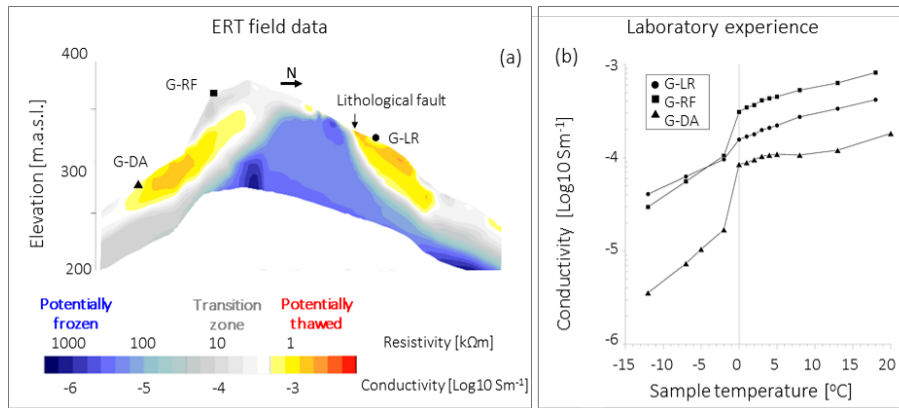 ERT field data
400
(a)
G-RF
N
Lithological fault
G-LR
300
G-DA
200
Elevation [m.a.s.l.]
Potentially
frozen
Transition
zone
Potentially
thawed
1000 100 10 1 Resistivity [kΩm]
-6 -5 -4 -3 Conductivity [Log10 Sm⁻¹]
Laboratory experience
(b)
-3
G-LR
G-RF
G-DA
-4
-5
-6
Conductivity [Log10 Sm⁻¹]
-15 -10 -5 0 5 10 15 20
Sample temperature [⁰C]